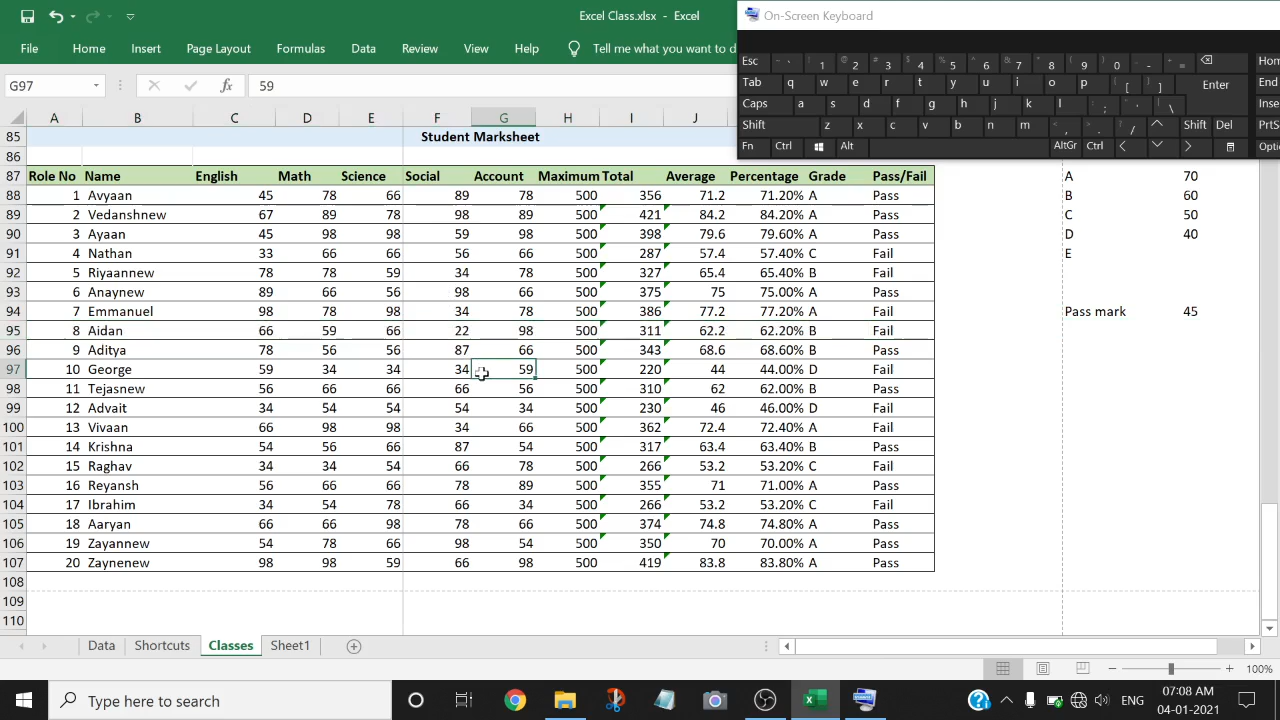 Excel Class.xlsx - Excel
On-Screen Keyboard
File Home Insert Page Layout Formulas Data Review View Help Tell me what you want to d
Esc ~ ` ! 1 @ 2 # 3 $ 4 % 5 ^ 6 & 7 * 8 ( 9 ) 0 _ - + = Hom
Tab q w e r t y u i o p { [ } ] Enter End
Caps a s d f g h j k l : ; " ' | \ Inse
Shift z x c v b n m < , > . ? / Shift Del PrtS
Fn Ctrl Alt AltGr Ctrl Optio
G97 fx 59
A B C D E F G H I J K L M
85 Student Marksheet
86
87 Role No Name English Math Science Social Account Maximum Total Average Percentage Grade Pass/Fail A 70
88 1 Avyaan 45 78 66 89 78 500 356 71.2 71.20% A Pass B 60
89 2 Vedanshnew 67 89 78 98 89 500 421 84.2 84.20% A Pass C 50
90 3 Ayaan 45 98 98 59 98 500 398 79.6 79.60% A Pass D 40
91 4 Nathan 33 66 66 56 66 500 287 57.4 57.40% C Fail E
92 5 Riyaannew 78 78 59 34 78 500 327 65.4 65.40% B Fail
93 6 Anaynew 89 66 56 98 66 500 375 75 75.00% A Pass
94 7 Emmanuel 98 78 98 34 78 500 386 77.2 77.20% A Fail Pass mark 45
95 8 Aidan 66 59 66 22 98 500 311 62.2 62.20% B Fail
96 9 Aditya 78 56 56 87 66 500 343 68.6 68.60% B Pass
97 10 George 59 34 34 34 59 500 220 44 44.00% D Fail
98 11 Tejasnew 56 66 66 66 56 500 310 62 62.00% B Pass
99 12 Advait 34 54 54 54 34 500 230 46 46.00% D Fail
100 13 Vivaan 66 98 98 34 66 500 362 72.4 72.40% A Fail
101 14 Krishna 54 56 66 87 54 500 317 63.4 63.40% B Pass
102 15 Raghav 34 34 54 66 78 500 266 53.2 53.20% C Fail
103 16 Reyansh 56 66 66 78 89 500 355 71 71.00% A Pass
104 17 Ibrahim 34 54 78 66 34 500 266 53.2 53.20% C Fail
105 18 Aaryan 66 66 98 78 66 500 374 74.8 74.80% A Pass
106 19 Zayannew 54 78 66 98 54 500 350 70 70.00% A Pass
107 20 Zaynenew 98 98 59 66 98 500 419 83.8 83.80% A Pass
108
109
110
Data Shortcuts Classes Sheet1
100%
Type here to search
ENG
07:08 AM
04-01-2021